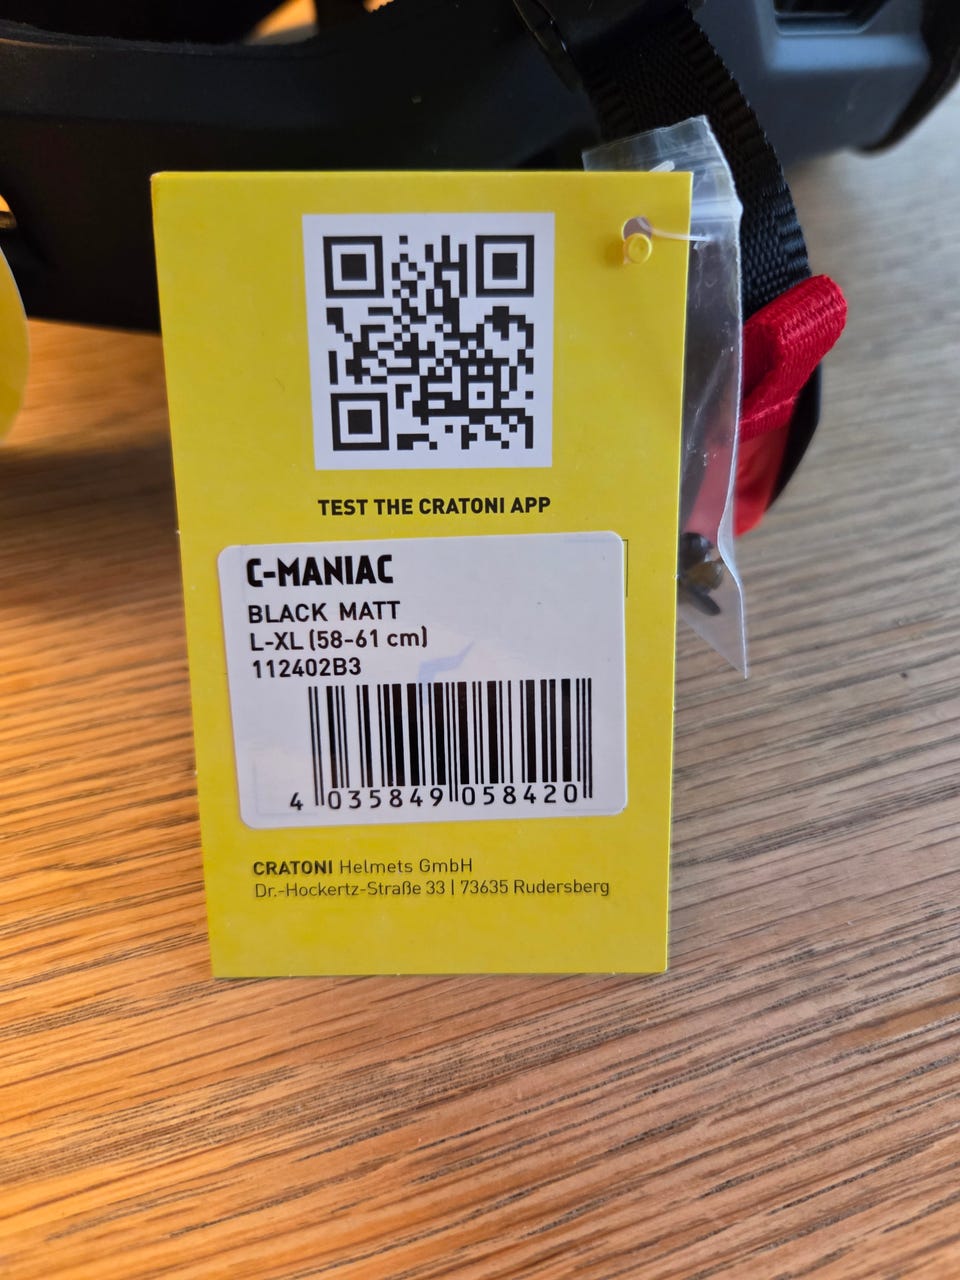 TEST THE CRATONI APP
C-MANIAC
BLACK MATT
L-XL (58-61 cm)
112402B3
4 035849 058420
CRATONI Helmets GmbH
Dr.-Hockertz-Straße 33 | 73635 Rudersberg